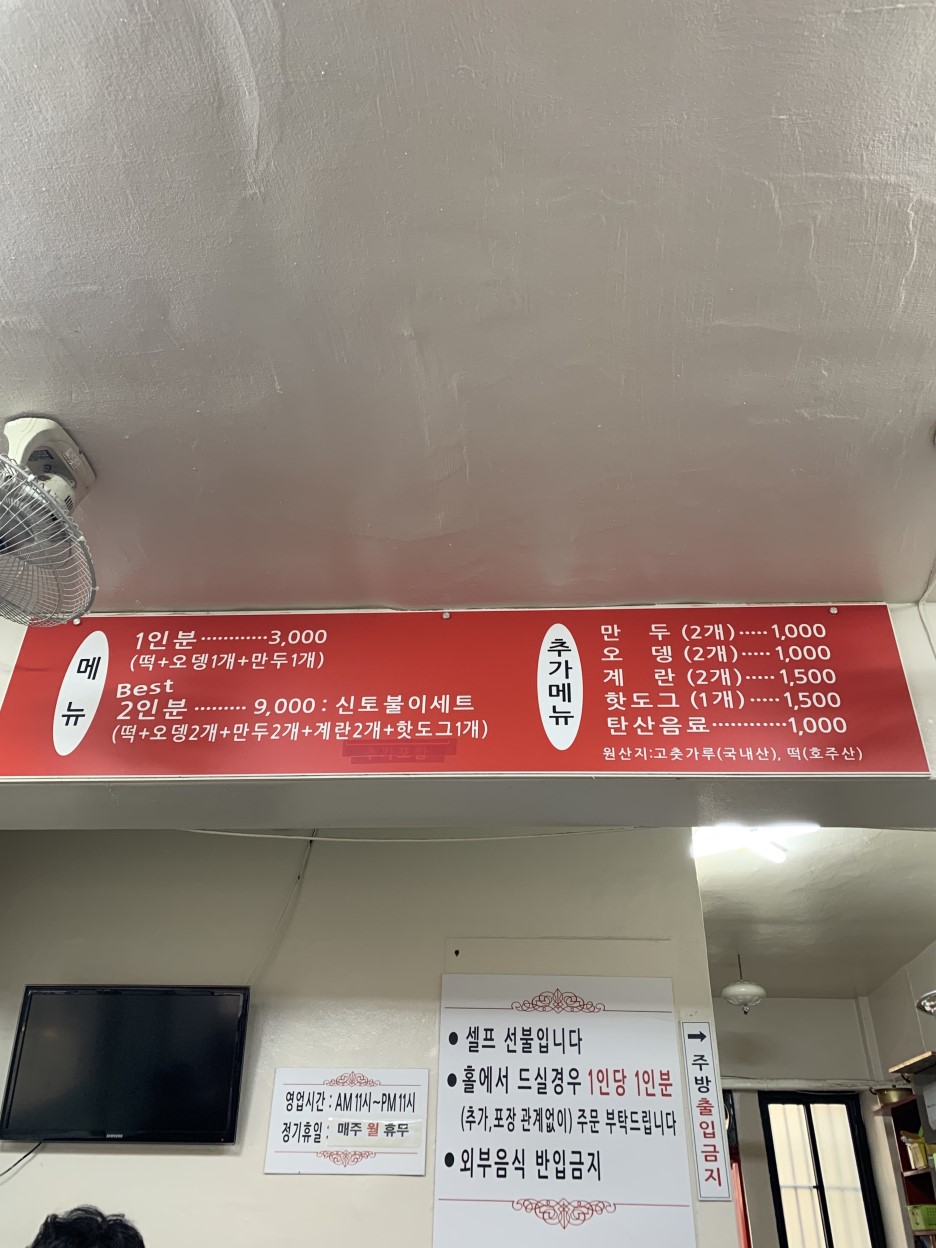 메뉴
1인분 ············ 3,000
(떡+오뎅1개+만두1개)
Best
2인분 ········· 9,000 : 신토불이세트
(떡+오뎅2개+만두2개+계란2개+핫도그1개)
추가메뉴
만 두 (2개) ····· 1,000
오 뎅 (2개) ····· 1,000
계 란 (2개) ····· 1,500
핫도그 (1개) ····· 1,500
탄산음료 ············ 1,000
원산지:고춧가루(국내산), 떡(호주산)
SAMSUNG
영업시간 : AM 11시~PM 11시
정기휴일 : 매주 월 휴무
● 셀프 선불입니다
● 홀에서 드실경우 1인당 1인분
(추가,포장 관계없이) 주문 부탁드립니다
● 외부음식 반입금지
→ 주방출입금지